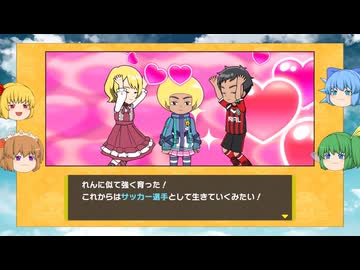 れんに似て強く育った！
これからはサッカー選手として生きていくみたい！